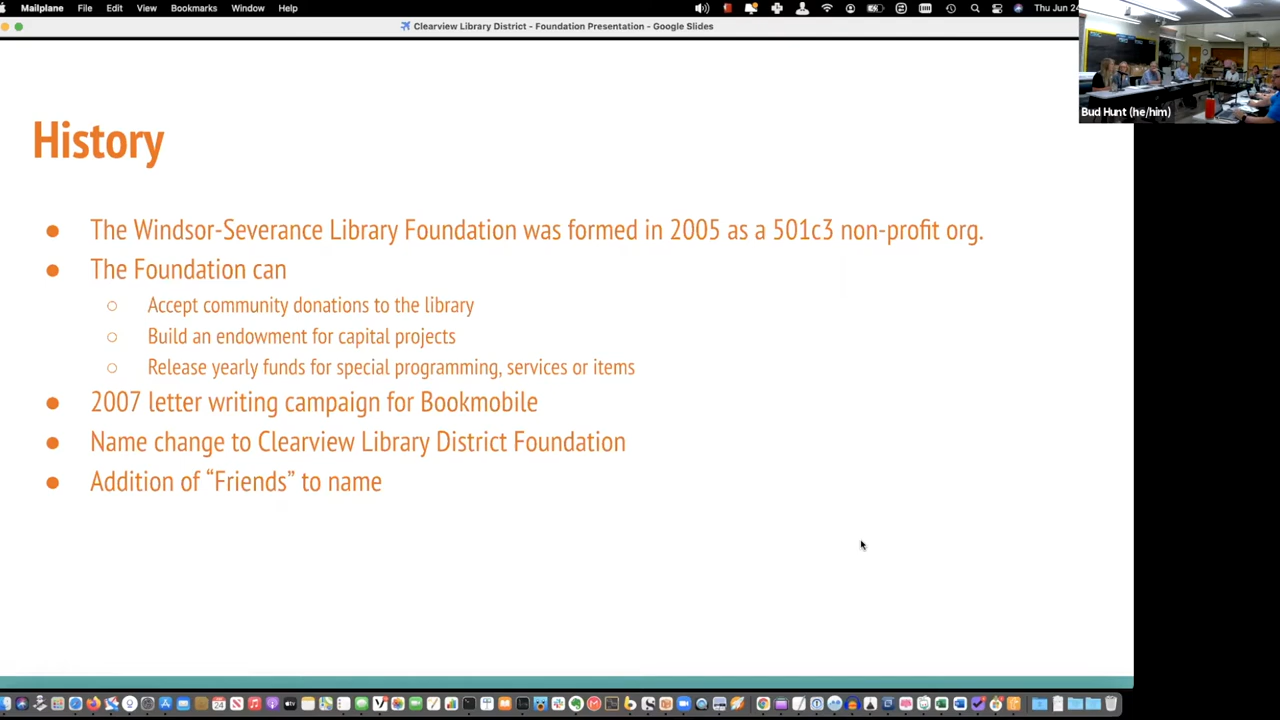 Mailplane File Edit View Bookmarks Window Help Thu Jun 24
Clearview Library District - Foundation Presentation - Google Slides
Bud Hunt (he/him)
History
● The Windsor-Severance Library Foundation was formed in 2005 as a 501c3 non-profit org.
● The Foundation can
○ Accept community donations to the library
○ Build an endowment for capital projects
○ Release yearly funds for special programming, services or items
● 2007 letter writing campaign for Bookmobile
● Name change to Clearview Library District Foundation
● Addition of “Friends” to name